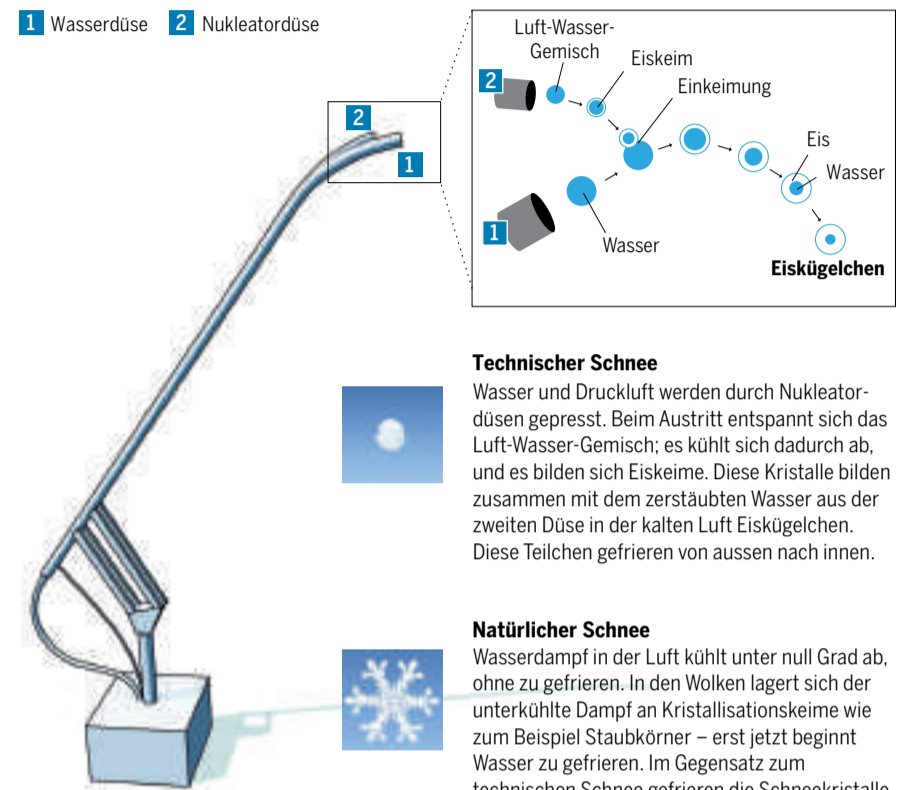 1 Wasserdüse 2 Nukleatordüse
2
1
Luft-Wasser-
Gemisch
Eiskeim
2
Einkeimung
Eis
Wasser
1
Wasser
Eiskügelchen
Technischer Schnee
Wasser und Druckluft werden durch Nukleator-
düsen gepresst. Beim Austritt entspannt sich das
Luft-Wasser-Gemisch; es kühlt sich dadurch ab,
und es bilden sich Eiskeime. Diese Kristalle bilden
zusammen mit dem zerstäubten Wasser aus der
zweiten Düse in der kalten Luft Eiskügelchen.
Diese Teilchen gefrieren von aussen nach innen.
Natürlicher Schnee
Wasserdampf in der Luft kühlt unter null Grad ab,
ohne zu gefrieren. In den Wolken lagert sich der
unterkühlte Dampf an Kristallisationskeime wie
zum Beispiel Staubkörner – erst jetzt beginnt
Wasser zu gefrieren. Im Gegensatz zum
technischen Schnee gefrieren die Schneekristalle